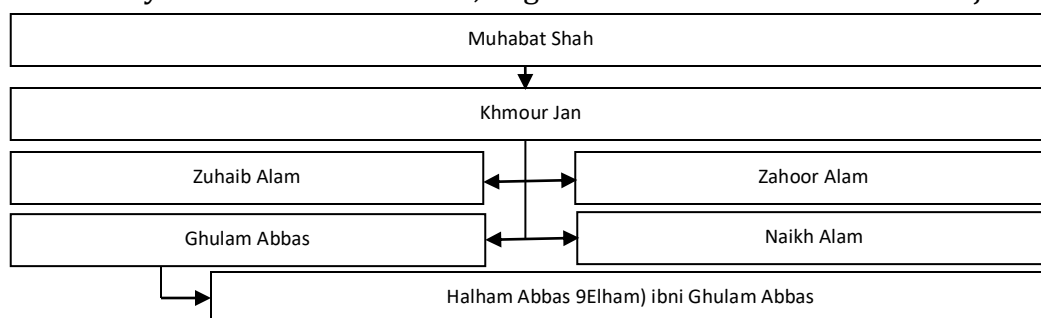 Muhabat Shah
Khmour Jan
Zuhaib Alam
Zahoor Alam
Ghulam Abbas
Naikh Alam
Halham Abbas 9Elham) ibni Ghulam Abbas